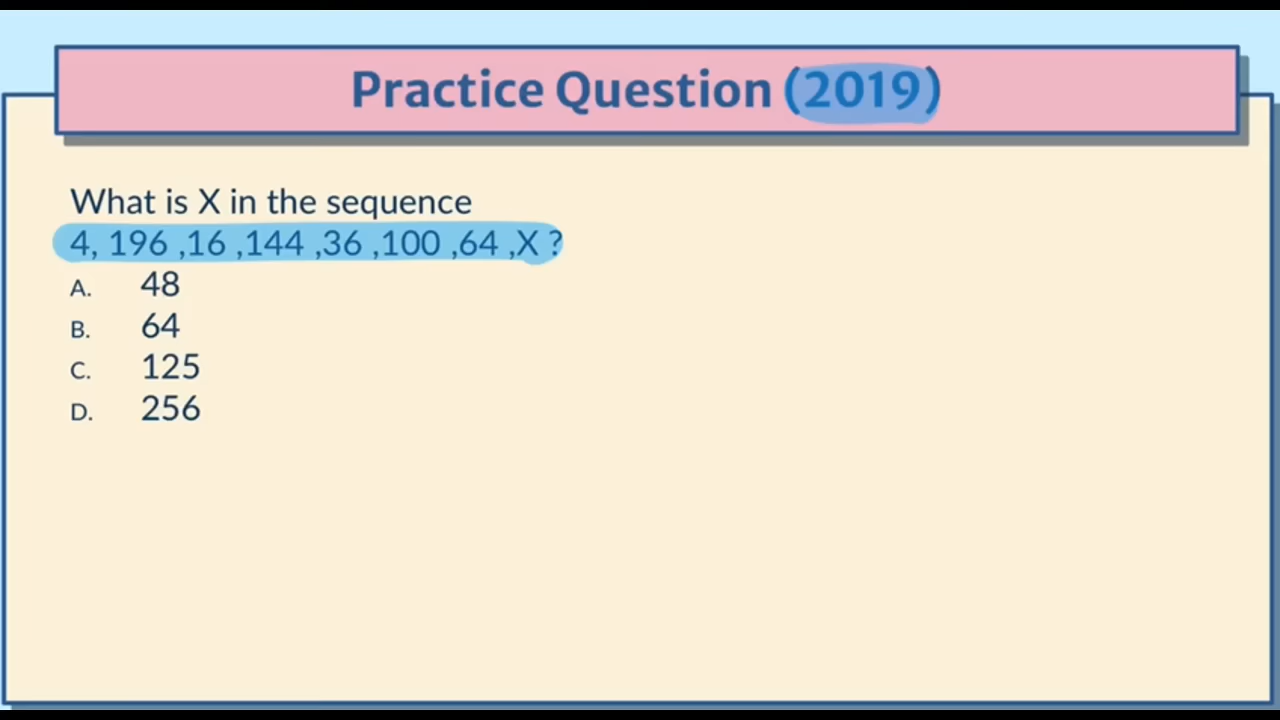 Practice Question (2019)
What is X in the sequence
4, 196 ,16 ,144 ,36 ,100 ,64 ,X ?
A. 48
B. 64
C. 125
D. 256